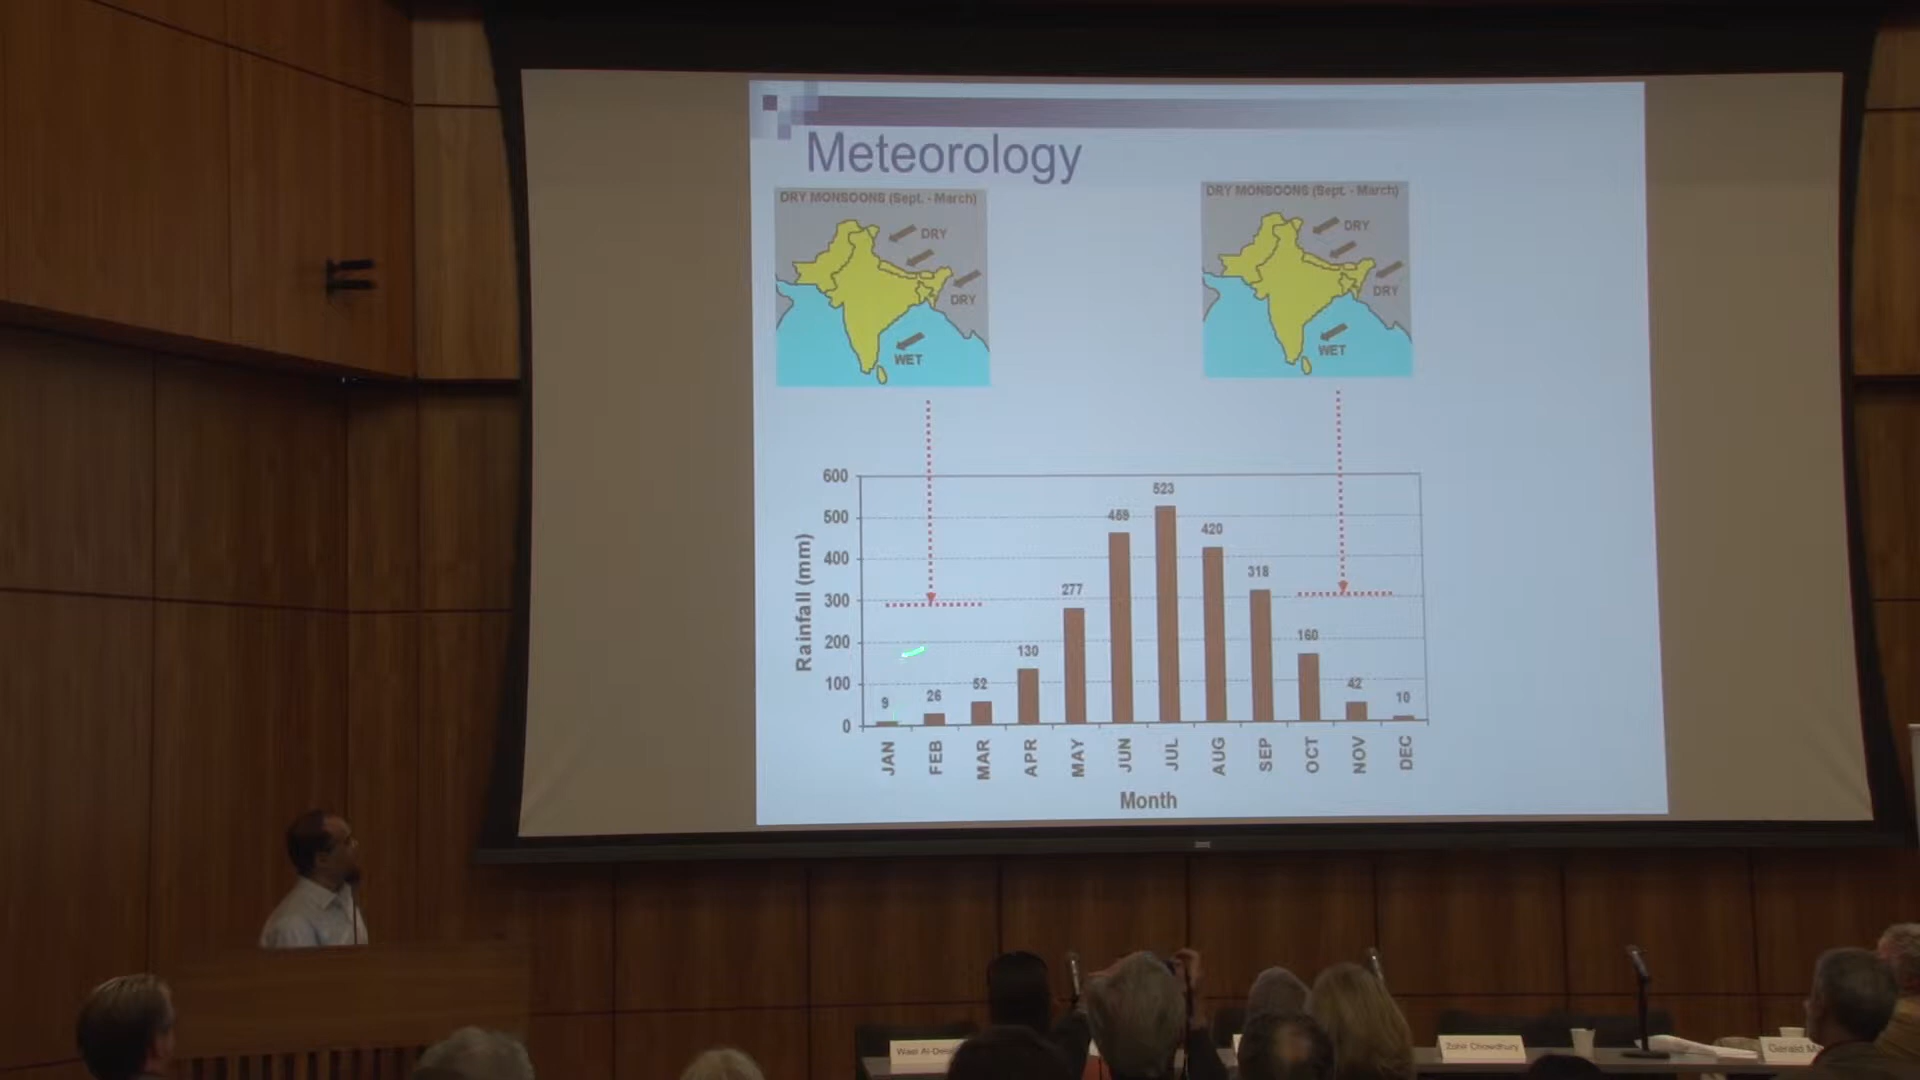 Meteorology
DRY MONSOONS (Sept. - March)
DRY
DRY
WET
DRY MONSOONS (Sept. - March)
DRY
DRY
WET
600
500
400
300
200
100
0
Rainfall (mm)
9
26
52
130
277
459
523
420
318
160
42
10
JAN
FEB
MAR
APR
MAY
JUN
JUL
AUG
SEP
OCT
NOV
DEC
Month
Zohir Chowdhury
Gerald